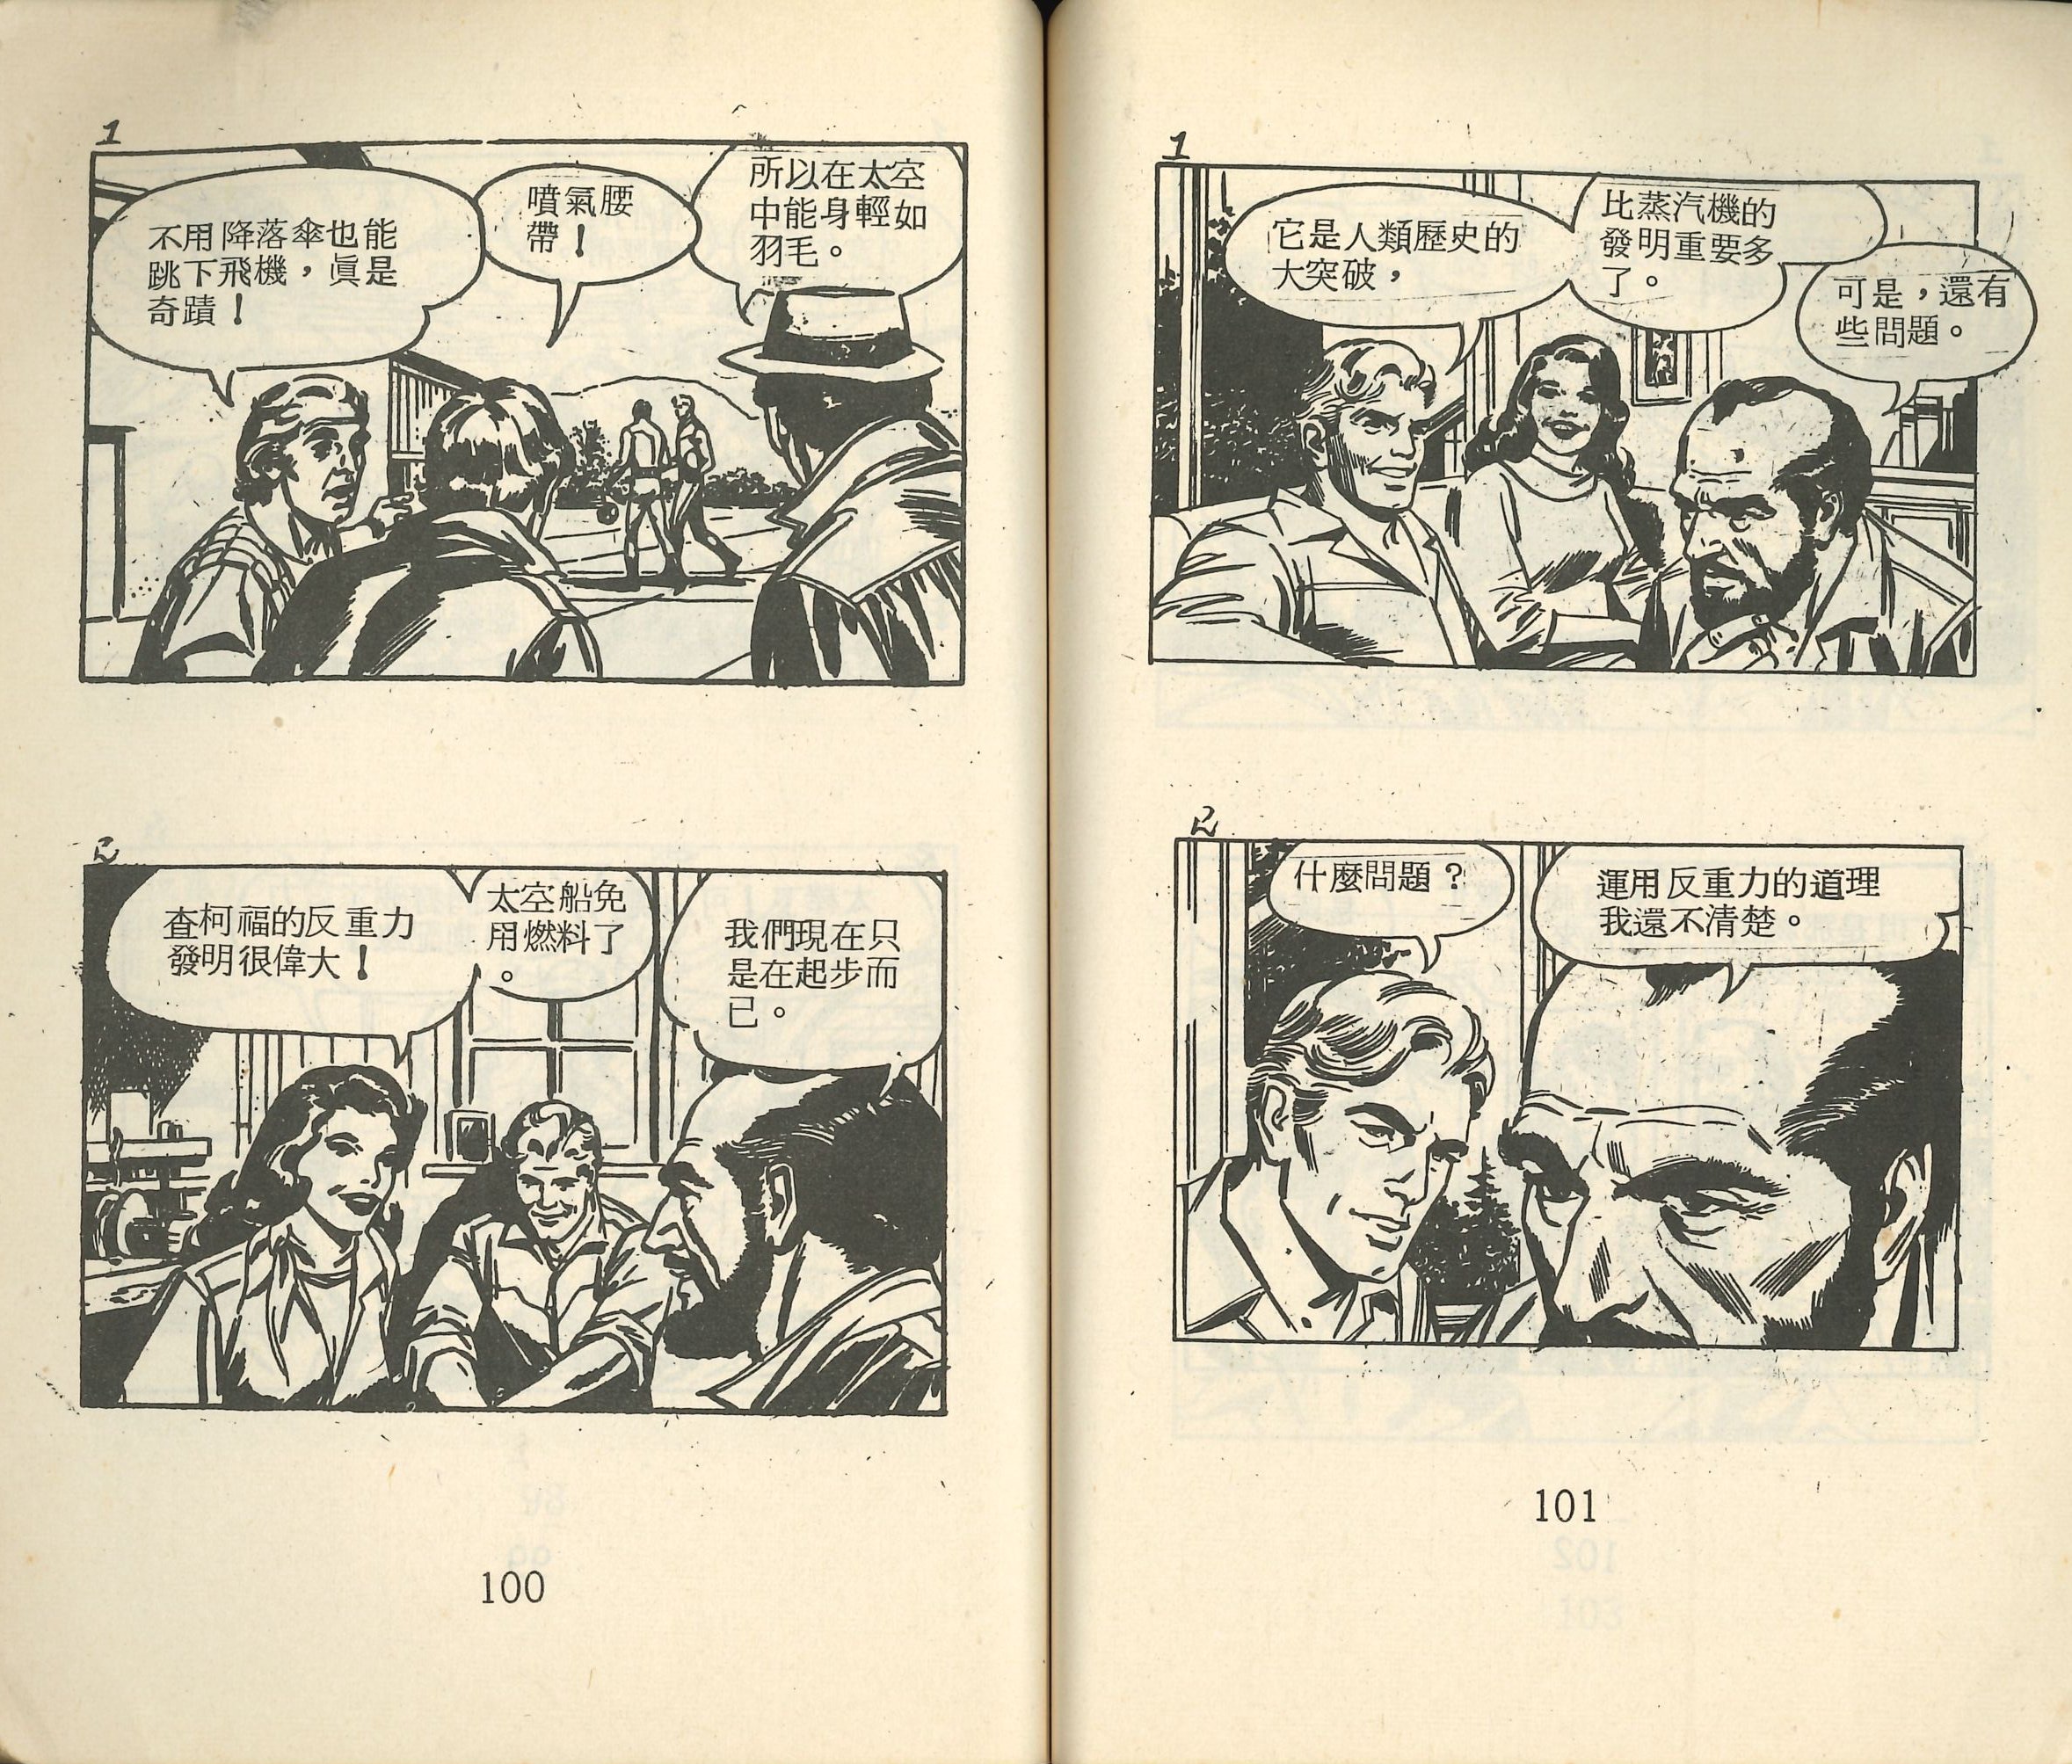 1
不用降落傘也能
跳下飛機，眞是
奇蹟！
噴氣腰
帶！
所以在太空
中能身輕如
羽毛。
2
査柯福的反重力
發明很偉大！
太空船免
用燃料了
。
我們現在只
是在起步而
已。
100
1
它是人類歷史的
大突破，
比蒸汽機的
發明重要多
了。
可是，還有
些問題。
2
什麼問題？
運用反重力的道理
我還不清楚。
101